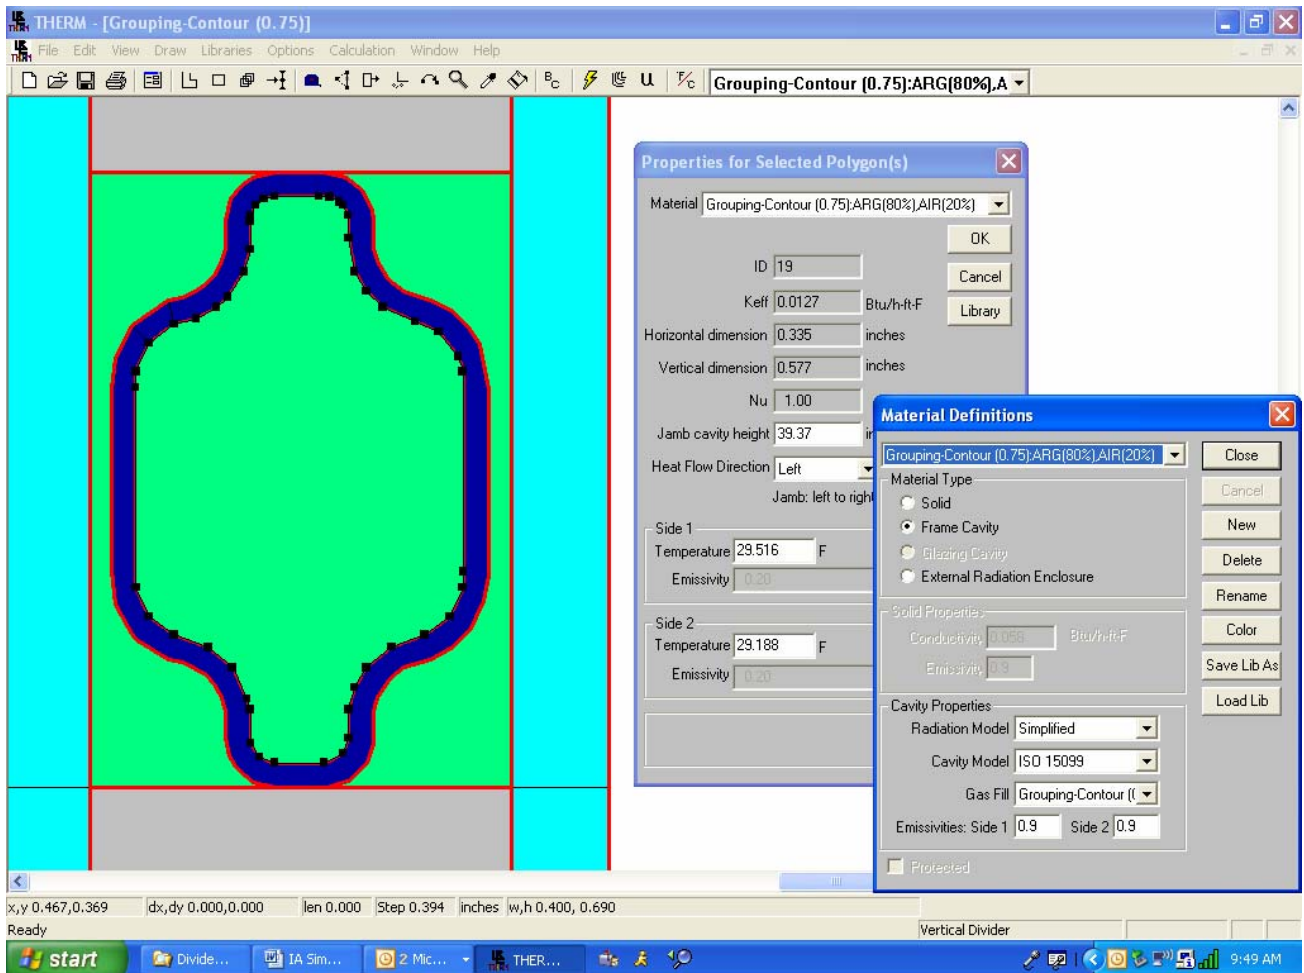 THERM - [Grouping-Contour (0.75)]
File Edit View Draw Libraries Options Calculation Window Help
Grouping-Contour (0.75):ARG(80%),A
Properties for Selected Polygon(s)
Material Grouping-Contour (0.75):ARG(80%),AIR(20%)
OK
ID 19
Cancel
Keff 0.0127 Btu/h-ft-F
Library
Horizontal dimension 0.335 inches
Vertical dimension 0.577 inches
Nu 1.00
Jamb cavity height 39.37
Heat Flow Direction Left
Jamb: left to right
Side 1
Temperature 29.516 F
Emissivity 0.20
Side 2
Temperature 29.188 F
Emissivity 0.20
Material Definitions
Grouping-Contour (0.75):ARG(80%),AIR(20%)
Close
Material Type
Cancel
Solid
New
Frame Cavity
Glazing Cavity
Delete
External Radiation Enclosure
Rename
Solid Properties
Color
Conductivity 0.058 Btu/h-ft-F
Emissivity 0.9
Save Lib As
Load Lib
Cavity Properties
Radiation Model Simplified
Cavity Model ISO 15099
Gas Fill Grouping-Contour ((
Emissivities: Side 1 0.9 Side 2 0.9
Protected
x,y 0.467,0.369 dx,dy 0.000,0.000 len 0.000 Step 0.394 inches w,h 0.400, 0.690
Ready Vertical Divider
start Divide... IA Sim... 2 Mic... THER... 9:49 AM